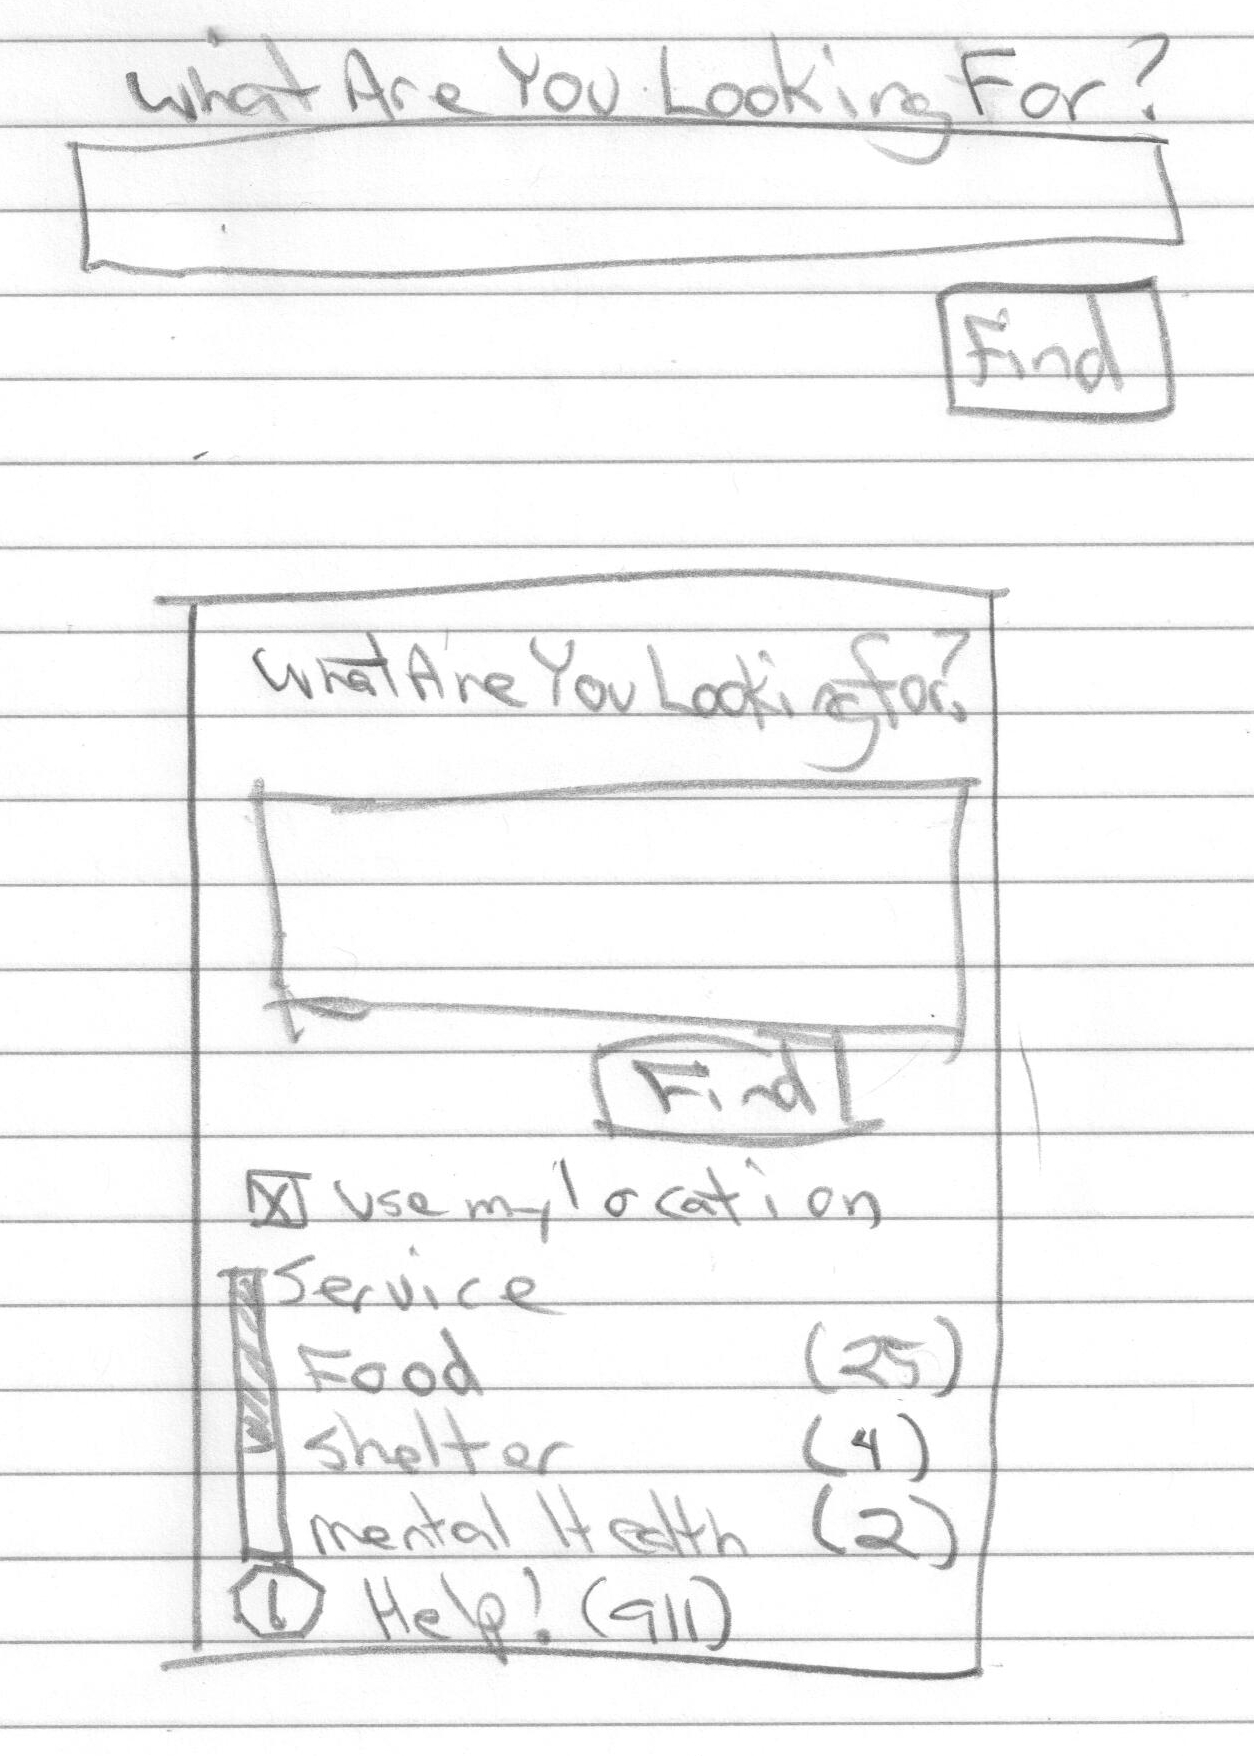 What Are You Looking For?
Find
What Are You Looking for?
Find
X use my location
Service
Food (25)
Shelter (4)
mental Health (2)
Help! (911)